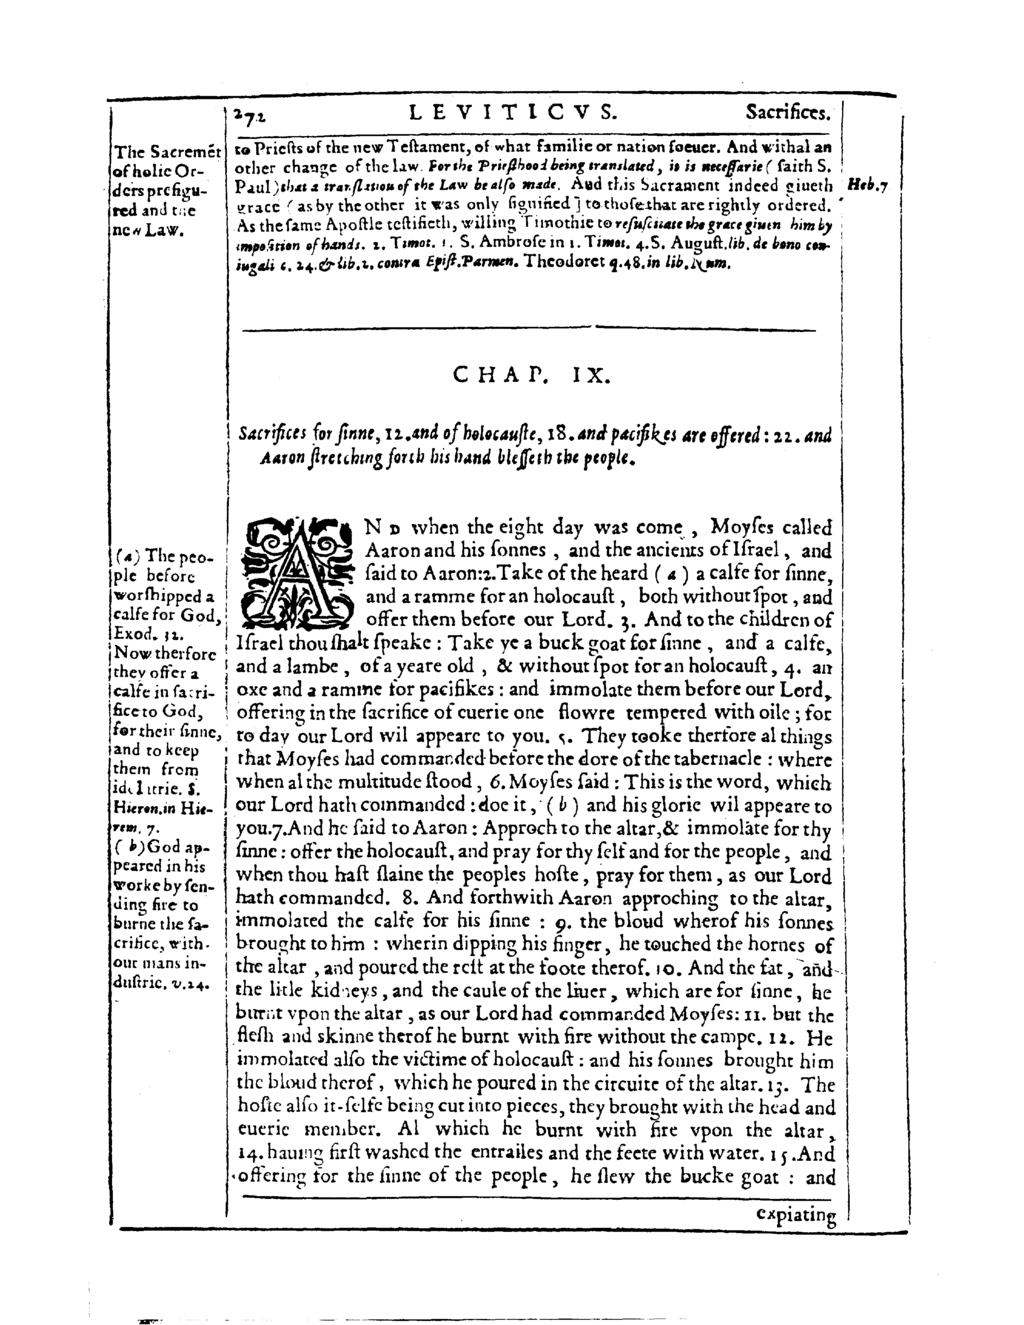 272 LEVITICVS. Sacrifices.
The Sacremẽt
of holie Or-
ders prefigu-
red and the
new Law.
to Prieſts of the new Teſtament, of what familie or nation ſoeuer. And withal an
other change of the law. For the Prieſthood being tranſlated, it is neceſſarie ( ſaith S.
Paul ) that a tranſlation of the Law be alſo made. And this Sacrament indeed giueth
grace ( as by the other it was only ſignified ] to thoſe that are rightly ordered.
As the ſame Apoſtle teſtifieth, willing Timothie to reſuſcitate the grace giuen him by
impoſition of hands. 2. Timot. 1. S. Ambroſe in 1. Timot. 4. S. Auguſt. lib. de bono con-
iugali c. 24. & lib. 2. contra Epiſt. Parmen. Theodoret q. 48. in lib. Num.
Heb. 7
CHAP. IX.
Sacrifices for ſinne, 12. and of holocauſte, 18. and pacifikes are offered: 22. and
Aaron ſtretching forth his hand bleſſeth the people.
AND when the eight day was come , Moyſes called
Aaron and his ſonnes , and the ancients of Iſrael , and
ſaid to Aaron: 2. Take of the heard ( a ) a calfe for ſinne,
and a ramme for an holocauſt , both without ſpot , and
offer them before our Lord. 3. And to the children of
Iſrael thou ſhalt ſpeake : Take ye a buck goat for ſinne , and a calfe,
and a lambe , of a yeare old , & without ſpot for an holocauſt , 4. an
oxe and a ramme for pacifikes : and immolate them before our Lord,
offering in the ſacrifice of euerie one flowre tempered with oile ; for
to day our Lord wil appeare to you. 5. They tooke therfore al things
that Moyſes had commanded before the dore of the tabernacle : where
when al the multitude ſtood , 6. Moyſes ſaid : This is the word, which
our Lord hath commanded : doe it, ( b ) and his glorie wil appeare to
you. 7. And he ſaid to Aaron : Approch to the altar, & immolate for thy
ſinne : offer the holocauſt, and pray for thy ſelf and for the people , and
when thou haſt ſlaine the peoples hoſte , pray for them , as our Lord
hath commanded. 8. And forthwith Aaron approching to the altar,
immolated the calfe for his ſinne : 9. the bloud wherof his ſonnes
brought to him : wherin dipping his finger , he touched the hornes of
the altar , and poured the reſt at the foote therof. 10. And the fat , and
the litle kidneys , and the caule of the liuer , which are for ſinne , he
burnt vpon the altar , as our Lord had commanded Moyſes: 11. but the
fleſh and skinne therof he burnt with fire without the campe. 12. He
immolated alſo the victime of holocauſt : and his ſonnes brought him
the bloud therof , which he poured in the circuite of the altar. 13. The
hoſte alſo it-ſelfe being cut into pieces, they brought with the head and
euerie member. Al which he burnt with fire vpon the altar ,
14. hauing firſt waſhed the entrailes and the feete with water. 15. And
offering for the ſinne of the people , he ſlew the bucke goat : and
(a) The peo-
ple before
worſhipped a
calfe for God,
Exod. 32.
Now therfore
they offer a
calfe in ſacri-
fice to God,
for their ſinne,
and to keep
them from
idolatrie. S.
Hieron. in Hie-
rem. 7.
( b) God ap-
peared in his
worke by ſen-
ding fire to
burne the ſa-
crifice, with-
out mans in-
duſtrie, v. 24.
expiating